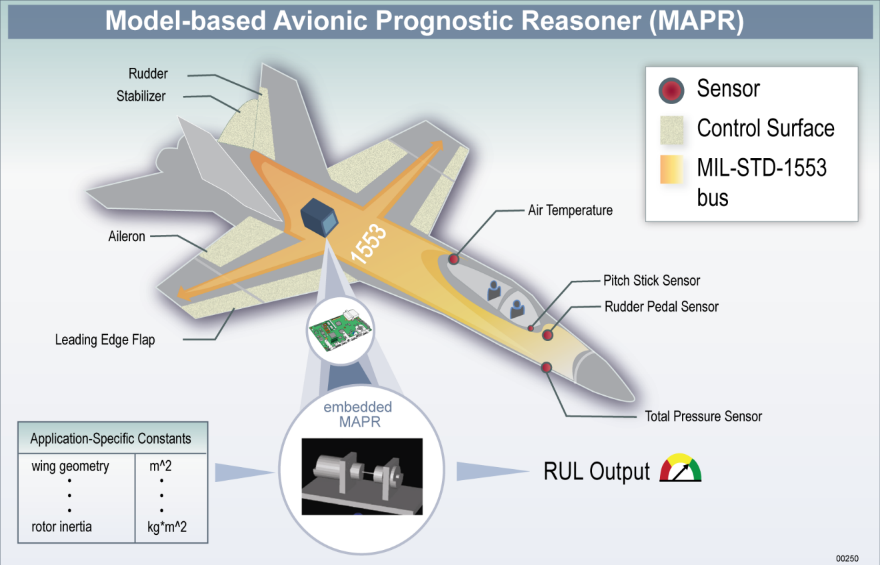 Model-based Avionic Prognostic Reasoner (MAPR)
Rudder
Stabilizer
Sensor
Control Surface
MIL-STD-1553
bus
Air Temperature
Aileron
1553
Pitch Stick Sensor
Rudder Pedal Sensor
Leading Edge Flap
embedded
MAPR
Total Pressure Sensor
Application-Specific Constants
wing geometry m^2
rotor inertia kg*m^2
RUL Output
00250